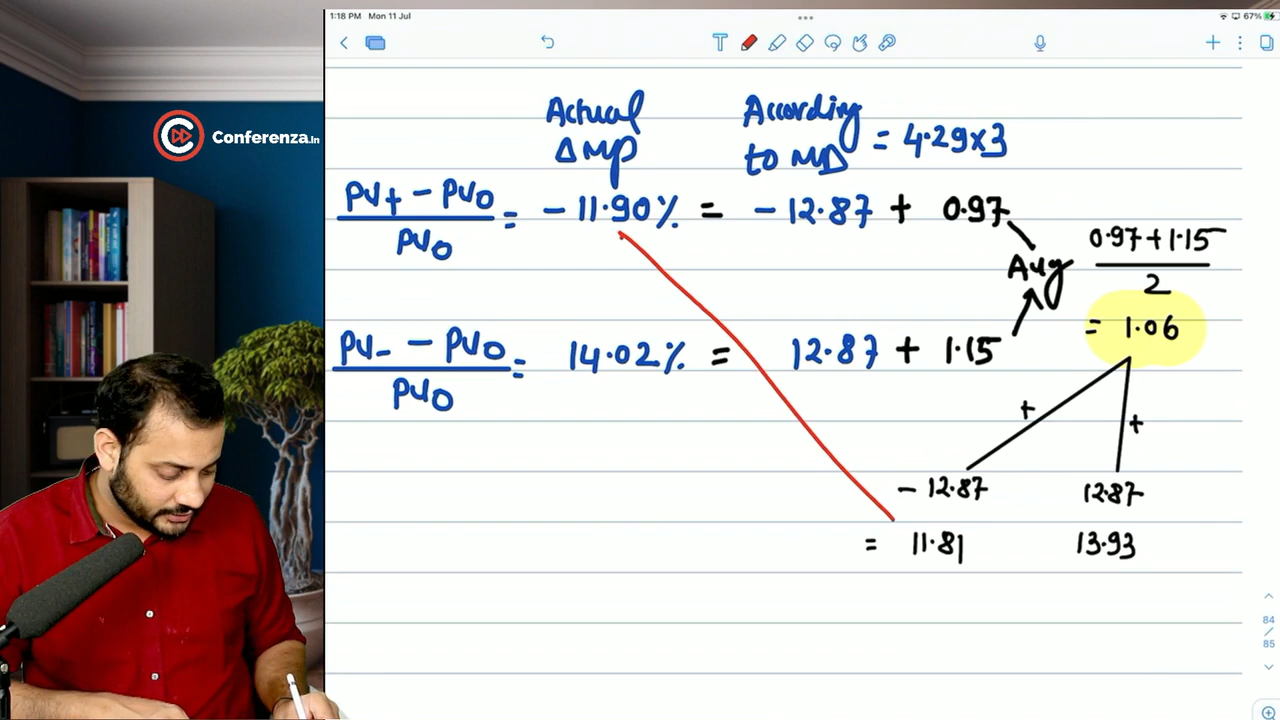 1:18 PM Mon 11 Jul
67%
Conferenza.in
Actual ΔMP
According to MD = 4.29x3
PV+ - PV0 / PV0 = - 11.90% = - 12.87 + 0.97
Avg 0.97+1.15 / 2
= 1.06
PV- - PV0 / PV0 = 14.02% = 12.87 + 1.15
+ +
- 12.87 12.87
= 11.81 13.93
84
/
85